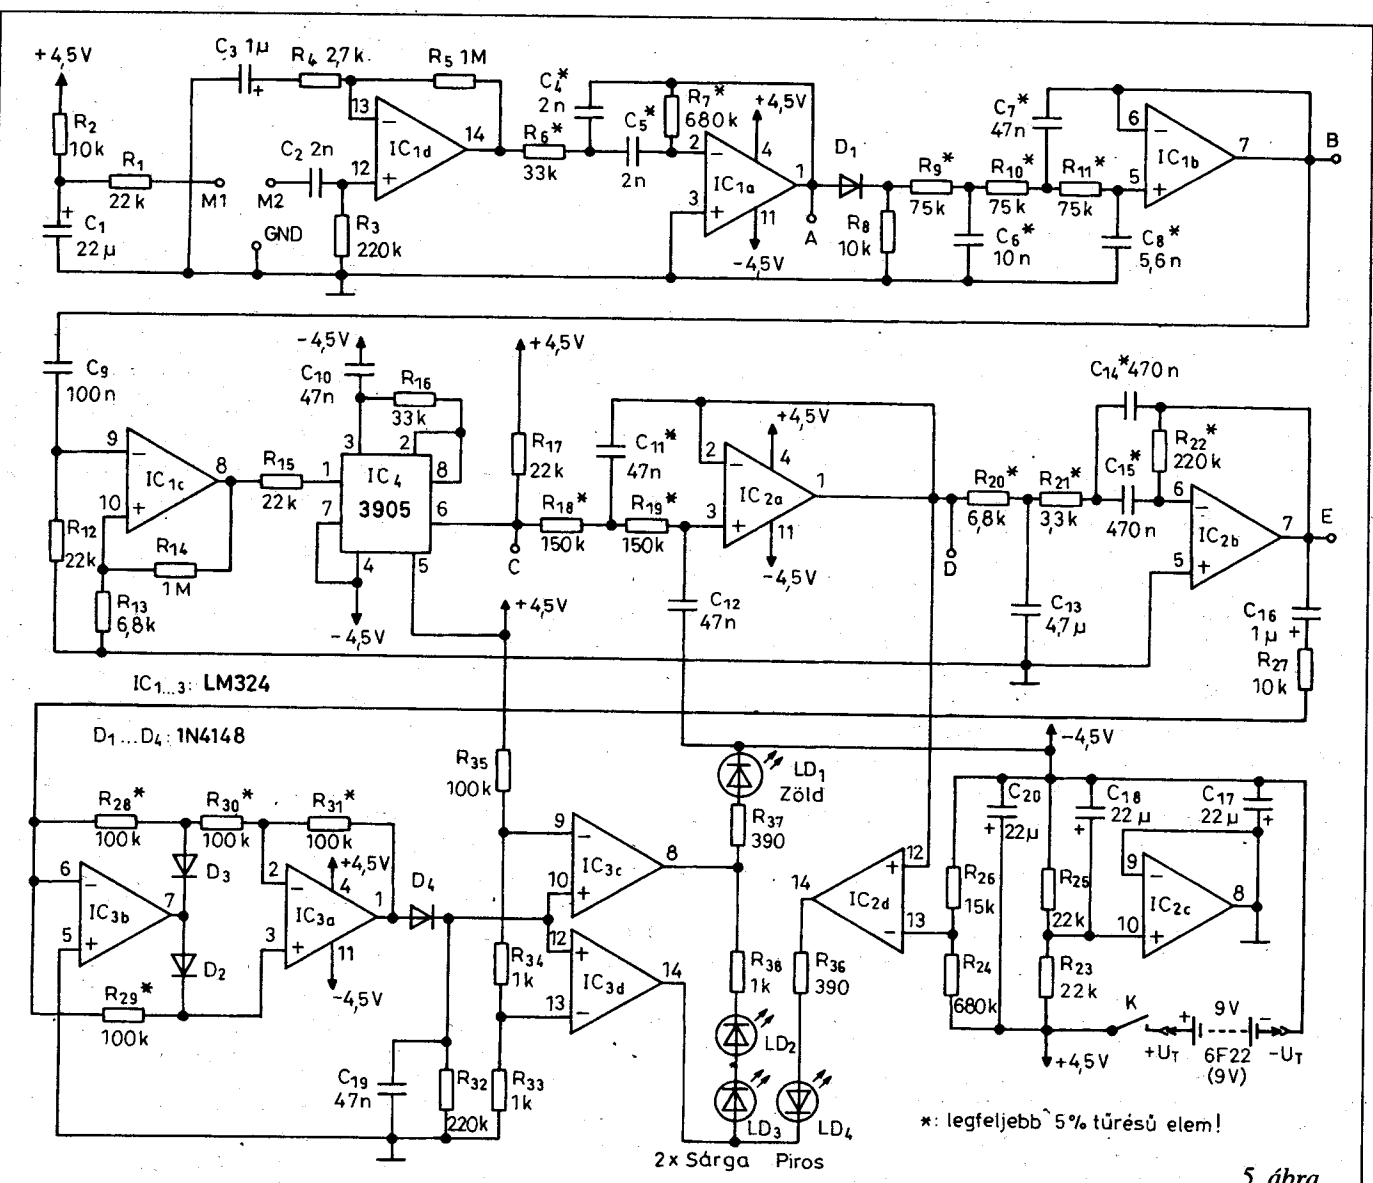 +4,5V
R2
10k
R1
22k
C1
22µ
+
M1
M2
GND
C3 1µ
+
R4 2,7k
R5 1M
C2 2n
R3
220k
13
12
14
−
+
IC1d
R6*
33k
C4*
2n
C5*
2n
R7*
680k
+4,5V
2
3
4
11
1
−
+
IC1a
-4,5V
A
D1
R8
10k
R9*
75k
R10*
75k
R11*
75k
C6*
10n
C7*
47n
C8*
5,6n
6
5
7
−
+
IC1b
B
C9
100n
9
10
8
−
+
IC1c
R12
22k
R13
6,8k
R14
1M
R15
22k
-4,5V
C10
47n
R16
33k
3
2
1
8
7
6
4
5
IC4
3905
-4,5V
+4,5V
R17
22k
C
R18*
150k
R19*
150k
C11*
47n
C12
47n
+4,5V
2
3
4
11
1
−
+
IC2a
-4,5V
D
R20*
6,8k
R21*
3,3k
C13
4,7µ
C14*470n
C15*
470n
R22*
220k
6
5
7
−
+
IC2b
E
C16
1µ
+
R27
10k
+4,5V
IC1...3: LM324
D1...D4: 1N4148
R28*
100k
R30*
100k
R31*
100k
R29*
100k
6
5
7
−
+
IC3b
D3
D2
+4,5V
2
3
4
11
1
−
+
IC3a
-4,5V
D4
C19
47n
R32
220k
R33
1k
R34
1k
R35
100k
9
10
8
−
+
IC3c
12
13
14
+
−
IC3d
LD1
Zöld
R37
390
R38
1k
LD2
LD3
2x Sárga
R36
390
LD4
Piros
14
12
13
+
−
IC2d
R26
15k
R24
680k
-4,5V
C20
+
22µ
R25
22k
R23
22k
C18
22µ
+
C17
22µ
+
9
10
8
−
+
IC2c
+4,5V
K
+
9V
−
+UT
6F22
(9V)
-UT
*: legfeljebb 5% tűrésű elem!
5. ábra